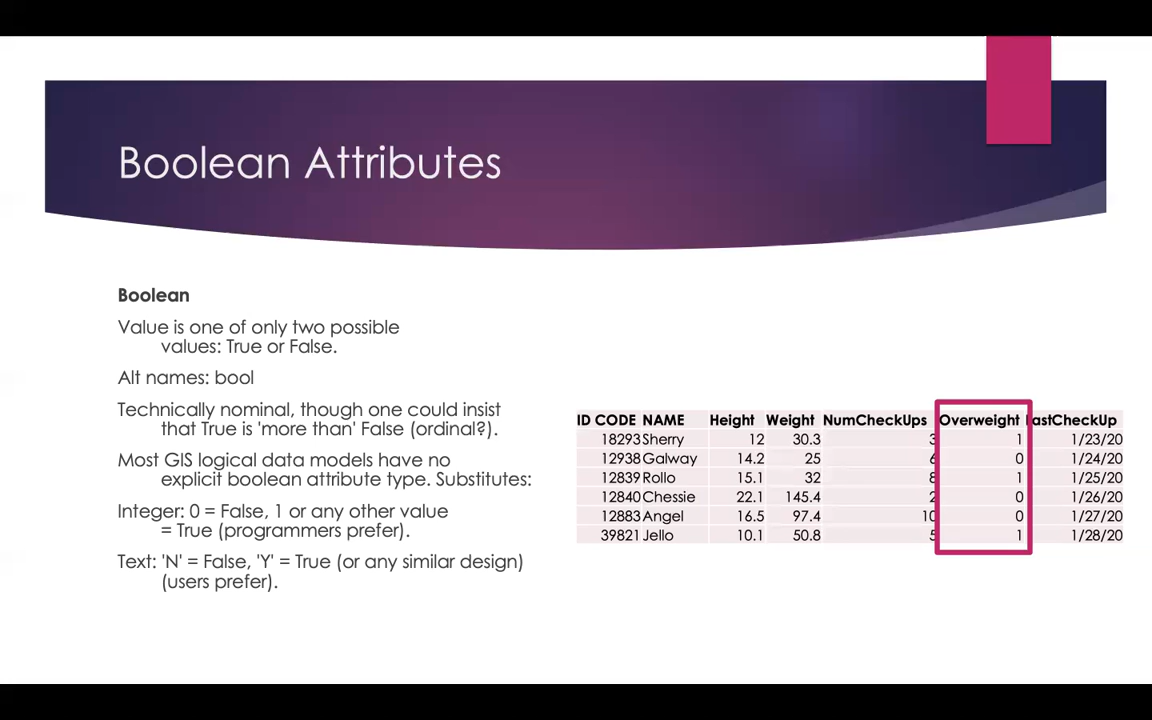 Boolean Attributes
Boolean
Value is one of only two possible
values: True or False.
Alt names: bool
Technically nominal, though one could insist
that True is 'more than' False (ordinal?).
Most GIS logical data models have no
explicit boolean attribute type. Substitutes:
Integer: 0 = False, 1 or any other value
= True (programmers prefer).
Text: 'N' = False, 'Y' = True (or any similar design)
(users prefer).
ID CODE NAME Height Weight NumCheckUps Overweight LastCheckUp
18293 Sherry 12 30.3 3 1 1/23/20
12938 Galway 14.2 25 6 0 1/24/20
12839 Rollo 15.1 32 8 1 1/25/20
12840 Chessie 22.1 145.4 2 0 1/26/20
12883 Angel 16.5 97.4 10 0 1/27/20
39821 Jello 10.1 50.8 5 1 1/28/20